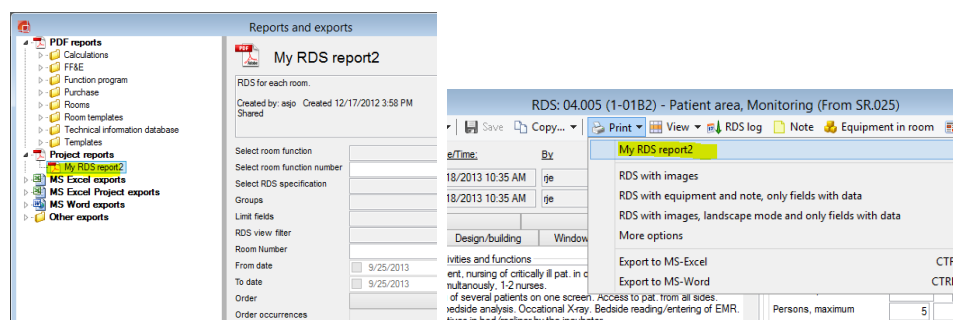 Reports and exports
PDF reports
Calculations
FF&E
Function program
Purchase
Rooms
Room templates
Technical information database
Templates
Project reports
My RDS report2
MS Excel exports
MS Excel Project exports
MS Word exports
Other exports
My RDS report2
RDS for each room.
Created by: asjo Created 12/17/2012 3:58 PM
Shared
Select room function
Select room function number
Select RDS specification
Groups
Limit fields
RDS view filter
Room Number
From date 9/25/2013
To date 9/25/2013
Order
Order occurrences
RDS: 04.005 (1-01B2) - Patient area, Monitoring (From SR.025)
Save Copy... Print View RDS log Note Equipment in room
e/Time: By
18/2013 10:35 AM rje
18/2013 10:35 AM rje
Design/building Window
ivities and functions
ent, nursing of critically ill pat. in c
multanously, 1-2 nurses.
of several patients on one screen. Access to pat. from all sides.
bedside analysis. Occational X-ray. Bedside reading/entering of EMR.
My RDS report2
RDS with images
RDS with equipment and note, only fields with data
RDS with images, landscape mode and only fields with data
More options
Export to MS-Excel CTR
Export to MS-Word CTRL
Persons, maximum 5